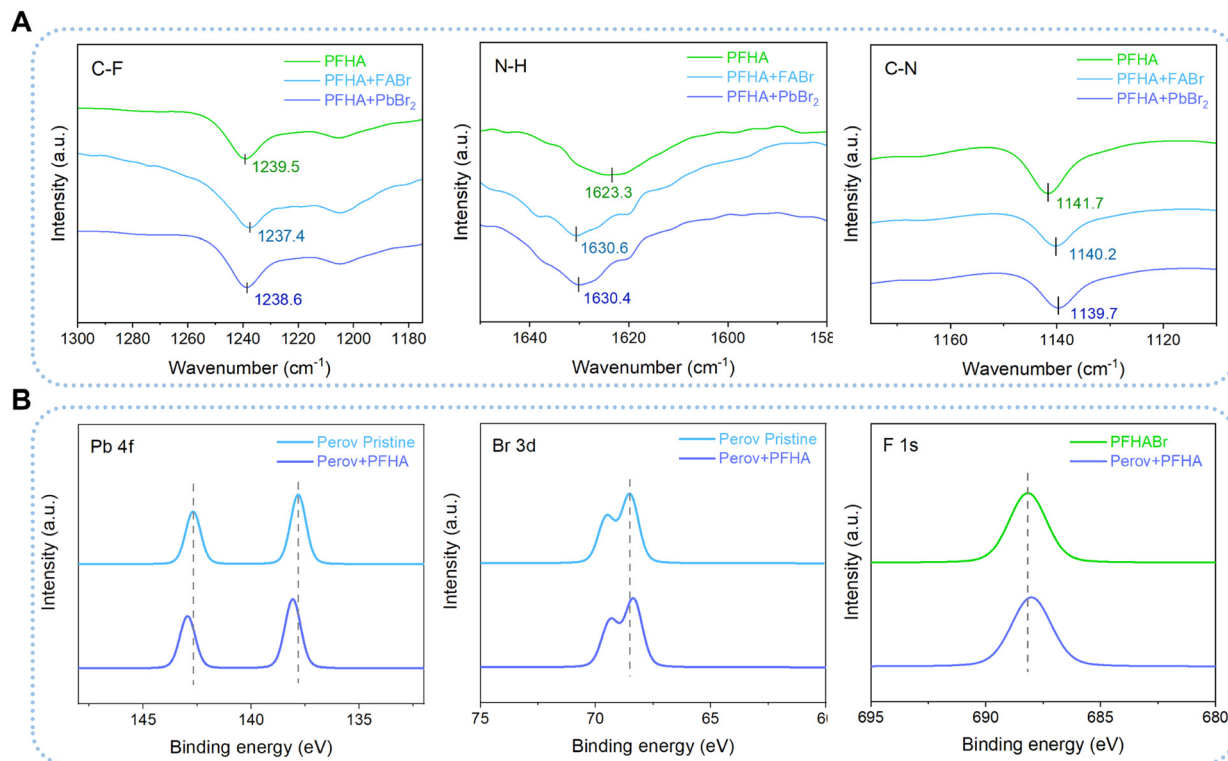 A
C-F
PFHA
PFHA+FABr
PFHA+PbBr₂
1239.5
1237.4
1238.6
1300 1280 1260 1240 1220 1200 1180
Wavenumber (cm⁻¹)
Intensity (a.u.)
N-H
PFHA
PFHA+FABr
PFHA+PbBr₂
1623.3
1630.6
1630.4
1640 1620 1600 158
Wavenumber (cm⁻¹)
Intensity (a.u.)
C-N
PFHA
PFHA+FABr
PFHA+PbBr₂
1141.7
1140.2
1139.7
1160 1140 1120
Wavenumber (cm⁻¹)
Intensity (a.u.)
B
Pb 4f
Perov Pristine
Perov+PFHA
145 140 135
Binding energy (eV)
Intensity (a.u.)
Br 3d
Perov Pristine
Perov+PFHA
75 70 65 60
Binding energy (eV)
Intensity (a.u.)
F 1s
PFHABr
Perov+PFHA
695 690 685 680
Binding energy (eV)
Intensity (a.u.)